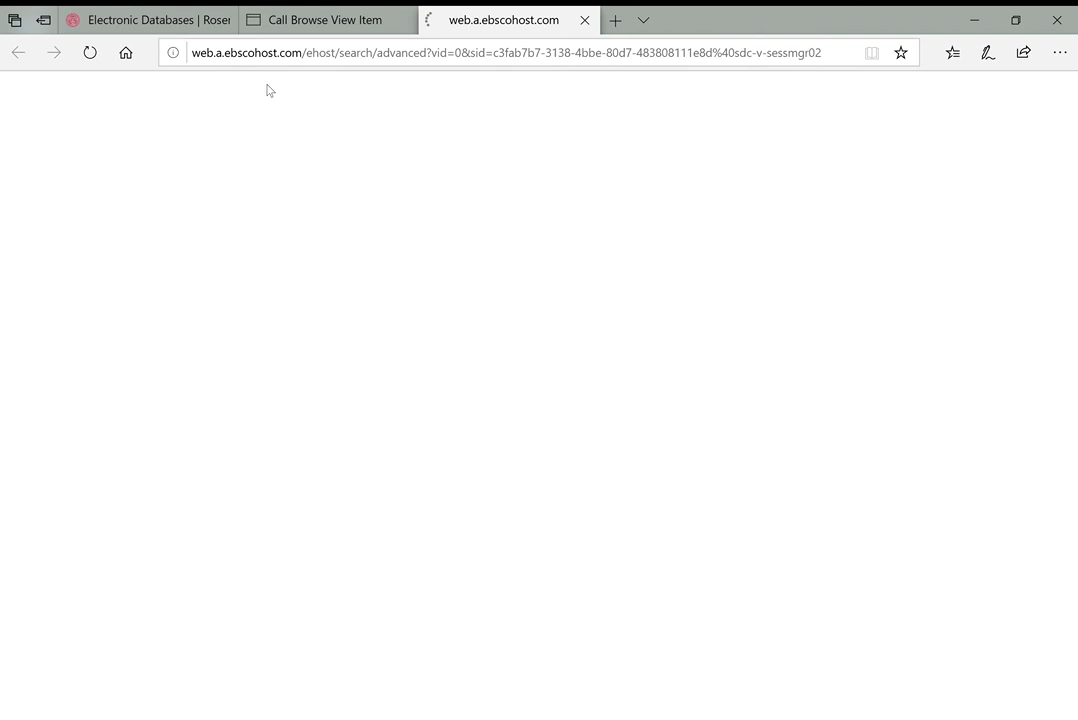 Electronic Databases | Roser
Call Browse View Item
web.a.ebscohost.com
web.a.ebscohost.com/ehost/search/advanced?vid=0&sid=c3fab7b7-3138-4bbe-80d7-483808111e8d%40sdc-v-sessmgr02